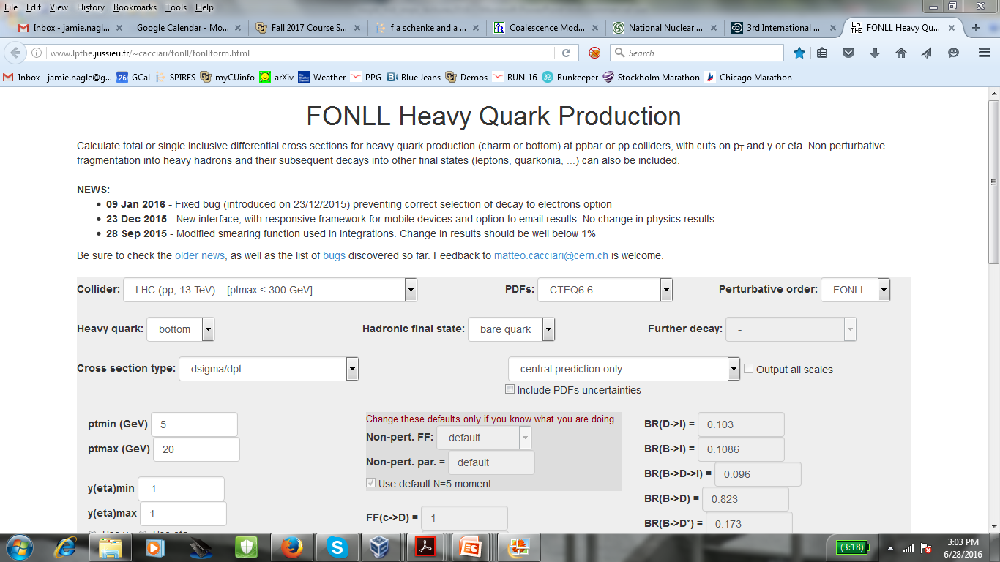 File Edit View History Bookmarks Tools Help
Inbox - jamie.nagl... Google Calendar - Mo... Fall 2017 Course S... f a schenke and a ... Coalescence Mod... National Nuclear ... 3rd International ... FONLL Heavy Qu...
www.lpthe.jussieu.fr/~cacciari/fonll/fonllform.html Search
Inbox - jamie.nagle@g... 26 GCal SPIRES myCUinfo arXiv Weather PPG Blue Jeans Demos RUN-16 Runkeeper Stockholm Marathon Chicago Marathon
FONLL Heavy Quark Production
Calculate total or single inclusive differential cross sections for heavy quark production (charm or bottom) at ppbar or pp colliders, with cuts on pT and y or eta. Non perturbative
fragmentation into heavy hadrons and their subsequent decays into other final states (leptons, quarkonia, ...) can also be included.
NEWS:
• 09 Jan 2016 - Fixed bug (introduced on 23/12/2015) preventing correct selection of decay to electrons option
• 23 Dec 2015 - New interface, with responsive framework for mobile devices and option to email results. No change in physics results.
• 28 Sep 2015 - Modified smearing function used in integrations. Change in results should be well below 1%
Be sure to check the older news, as well as the list of bugs discovered so far. Feedback to matteo.cacciari@cern.ch is welcome.
Collider: LHC (pp, 13 TeV) [ptmax ≤ 300 GeV] PDFs: CTEQ6.6 Perturbative order: FONLL
Heavy quark: bottom Hadronic final state: bare quark Further decay: -
Cross section type: dsigma/dpt central prediction only Output all scales
Include PDFs uncertainties
ptmin (GeV) 5 Change these defaults only if you know what you are doing. BR(D->l) = 0.103
ptmax (GeV) 20 Non-pert. FF: default BR(B->l) = 0.1086
Non-pert. par. = default BR(B->D->l) = 0.096
y(eta)min -1 Use default N=5 moment BR(B->D) = 0.823
y(eta)max 1 FF(c->D) = 1 BR(B->D*) = 0.173
(3:18) 3:03 PM
6/28/2016